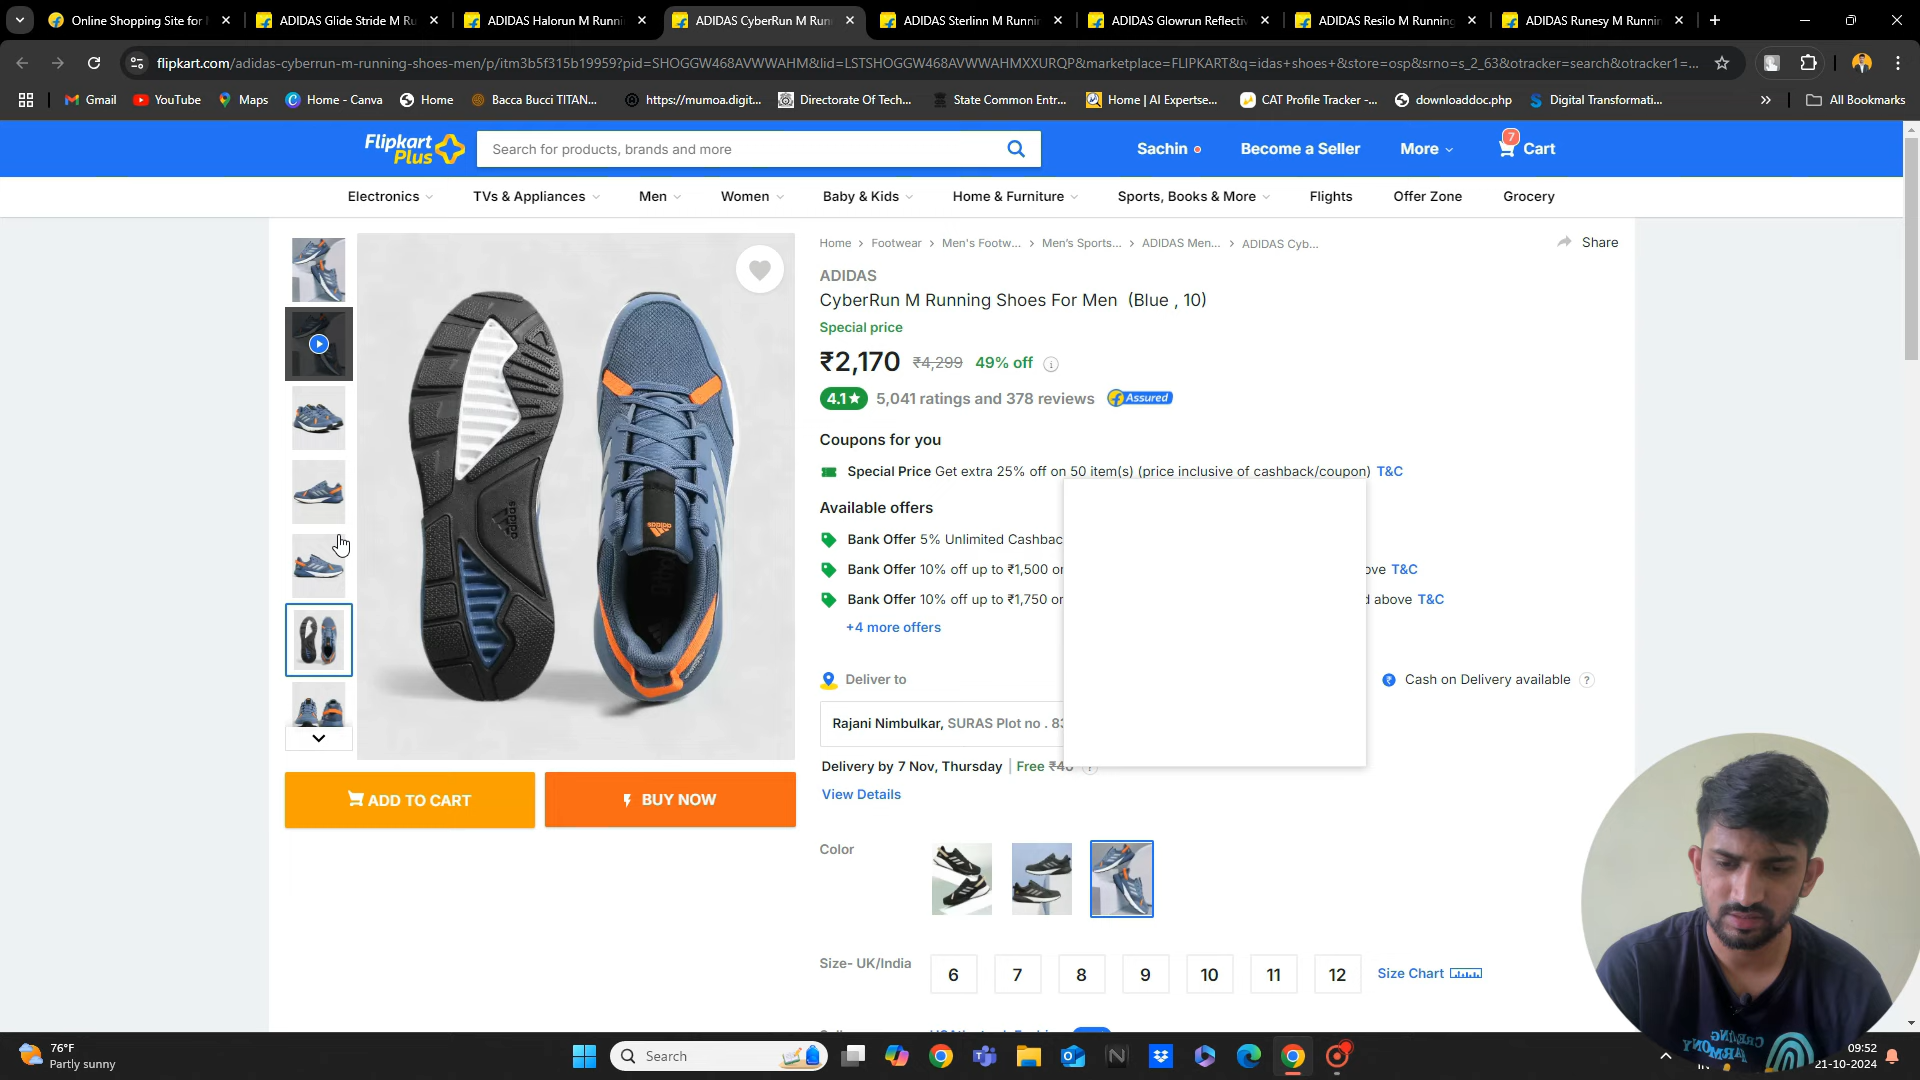 Online Shopping Site for
ADIDAS Glide Stride M Ru
ADIDAS Halorun M Runni
ADIDAS CyberRun M Run
ADIDAS Sterlinn M Runnin
ADIDAS Glowrun Reflectiv
ADIDAS Resilo M Running
ADIDAS Runesy M Runnin
flipkart.com/adidas-cyberrun-m-running-shoes-men/p/itm3b5f315b19959?pid=SHOGGW468AVWWAHM&lid=LSTSHOGGW468AVWWAHMXXURQP&marketplace=FLIPKART&q=idas+shoes+&store=osp&srno=s_2_63&otracker=search&otracker1=...
Gmail
YouTube
Maps
Home - Canva
Home
Bacca Bucci TITAN...
https://mumoa.digit...
Directorate Of Tech...
State Common Entr...
Home | AI Expertse...
CAT Profile Tracker -...
downloaddoc.php
Digital Transformati...
All Bookmarks
Flipkart
Plus
Search for products, brands and more
Sachin
Become a Seller
More
7
Cart
Electronics
TVs & Appliances
Men
Women
Baby & Kids
Home & Furniture
Sports, Books & More
Flights
Offer Zone
Grocery
Home
Footwear
Men's Footw...
Men's Sports...
ADIDAS Men...
ADIDAS Cyb...
Share
ADIDAS
CyberRun M Running Shoes For Men (Blue , 10)
Special price
₹2,170 ₹4,299 49% off
4.1★ 5,041 ratings and 378 reviews Assured
Coupons for you
Special Price Get extra 25% off on 50 item(s) (price inclusive of cashback/coupon) T&C
Available offers
Bank Offer 5% Unlimited Cashbac
Bank Offer 10% off up to ₹1,500 or ove T&C
Bank Offer 10% off up to ₹1,750 or d above T&C
+4 more offers
Deliver to
Cash on Delivery available ?
Rajani Nimbulkar, SURAS Plot no . 83
Delivery by 7 Nov, Thursday | Free ₹40 ?
View Details
adidas
adidas
ADD TO CART
BUY NOW
Color
Size- UK/India
6 7 8 9 10 11 12
Size Chart
76°F
Partly sunny
Search
09:52
21-10-2024